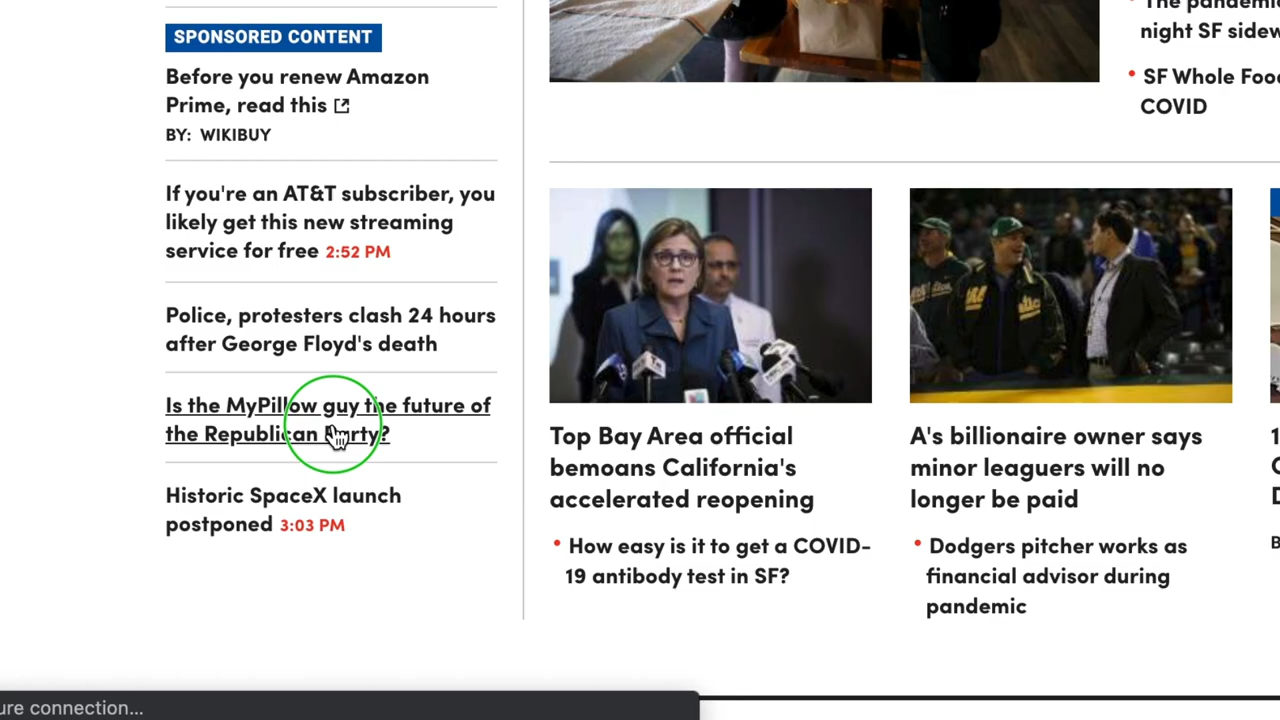 SPONSORED CONTENT
Before you renew Amazon
Prime, read this
BY: WIKIBUY
If you're an AT&T subscriber, you
likely get this new streaming
service for free 2:52 PM
Police, protesters clash 24 hours
after George Floyd's death
Is the MyPillow guy the future of
the Republican Party?
Historic SpaceX launch
postponed 3:03 PM
Top Bay Area official
bemoans California's
accelerated reopening
• How easy is it to get a COVID-
19 antibody test in SF?
A's billionaire owner says
minor leaguers will no
longer be paid
• Dodgers pitcher works as
financial advisor during
pandemic
• The pandemic
night SF sidew
• SF Whole Foo
COVID
ure connection...